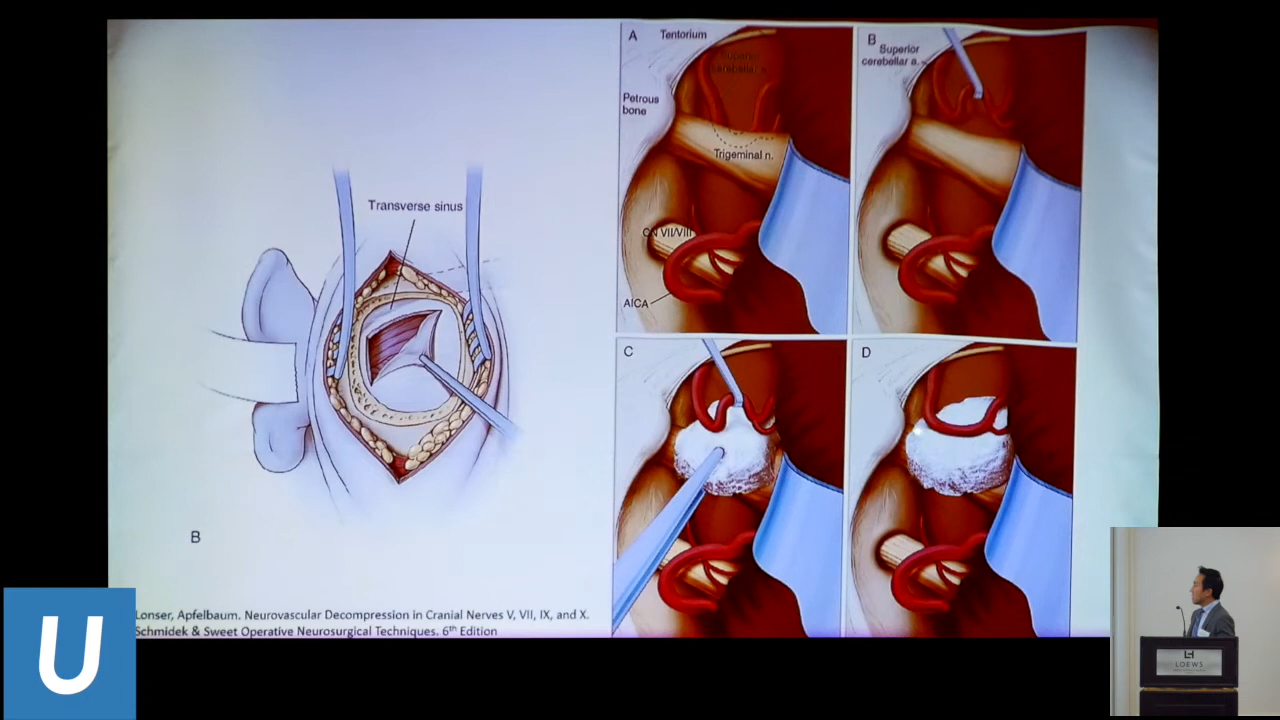 Transverse sinus
B
Lonser, Apfelbaum. Neurovascular Decompression in Cranial Nerves V, VII, IX, and X.
Schmidek & Sweet Operative Neurosurgical Techniques. 6th Edition
A
Tentorium
Superior
cerebellar a.
Petrous
bone
Trigeminal n.
CN VII/VIII
AICA
B
Superior
cerebellar a.
C
D
U
LOEWS